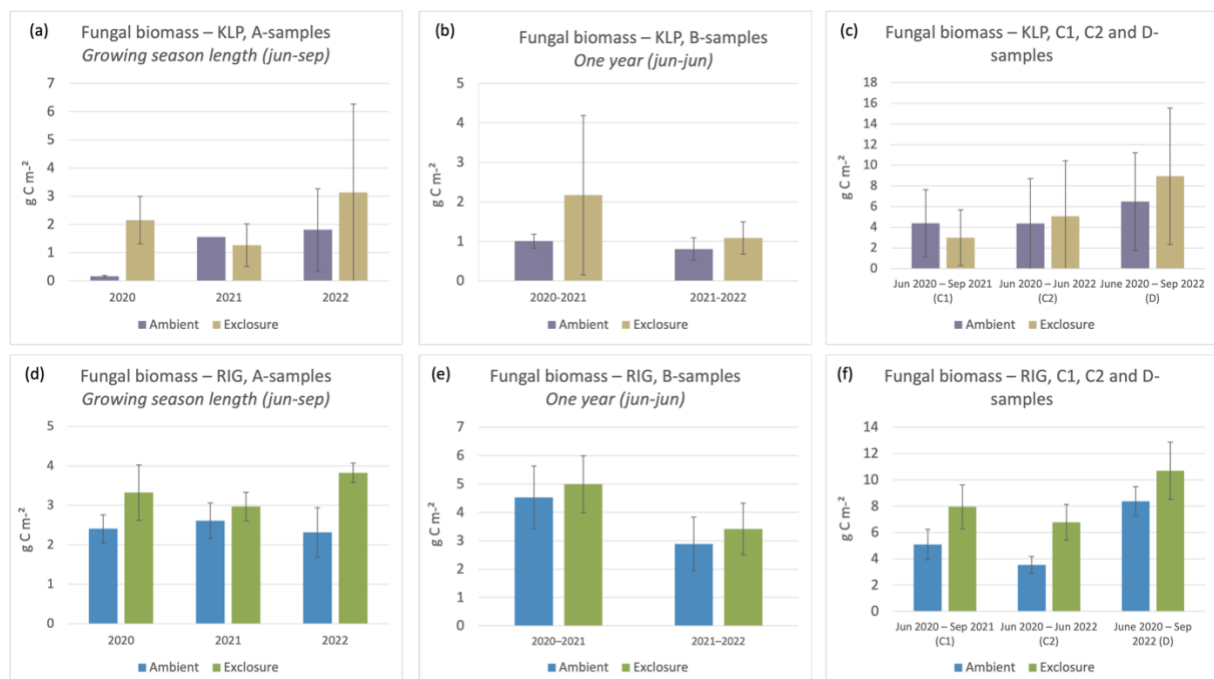 (a) Fungal biomass – KLP, A-samples
Growing season length (jun-sep)
7
6
5
4
3
2
1
0
g C m-²
2020 2021 2022
Ambient Exclosure
(b) Fungal biomass – KLP, B-samples
One year (jun-jun)
5
4
3
2
1
0
g C m-²
2020-2021 2021-2022
Ambient Exclosure
(c) Fungal biomass – KLP, C1, C2 and D-
samples
18
16
14
12
10
8
6
4
2
0
g C m-²
Jun 2020 – Sep 2021 Jun 2020 – Jun 2022 June 2020 – Sep 2022
(C1) (C2) (D)
Ambient Exclosure
(d) Fungal biomass – RIG, A-samples
Growing season length (jun-sep)
5
4
3
2
1
0
g C m-²
2020 2021 2022
Ambient Exclosure
(e) Fungal biomass – RIG, B-samples
One year (jun-jun)
7
6
5
4
3
2
1
0
g C m-²
2020–2021 2021–2022
Ambient Exclosure
(f) Fungal biomass – RIG, C1, C2 and D-
samples
14
12
10
8
6
4
2
0
g C m-²
Jun 2020 – Sep 2021 Jun 2020 – Jun 2022 June 2020 – Sep
(C1) (C2) 2022 (D)
Ambient Exclosure